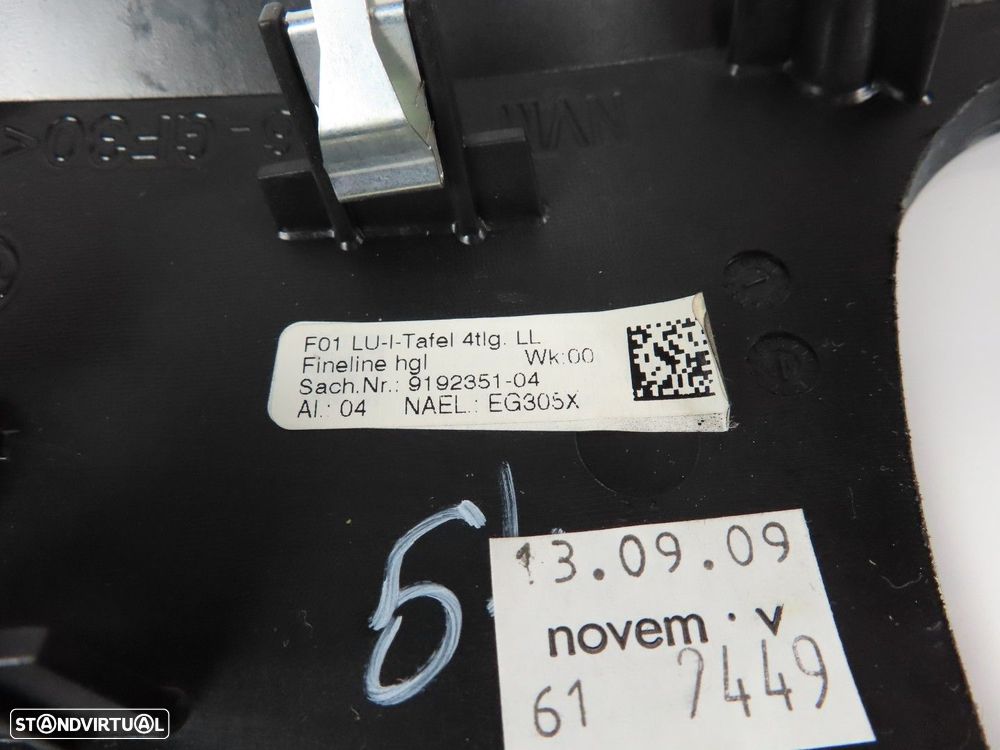 F01 LU-I-Tafel 4tlg. LL
Fineline hgl Wk:00
Sach.Nr.: 9192351-04
Al.: 04 NAEL.: EG305X
13.09.09
novem · v
61 7449
STANDVIRTUAL